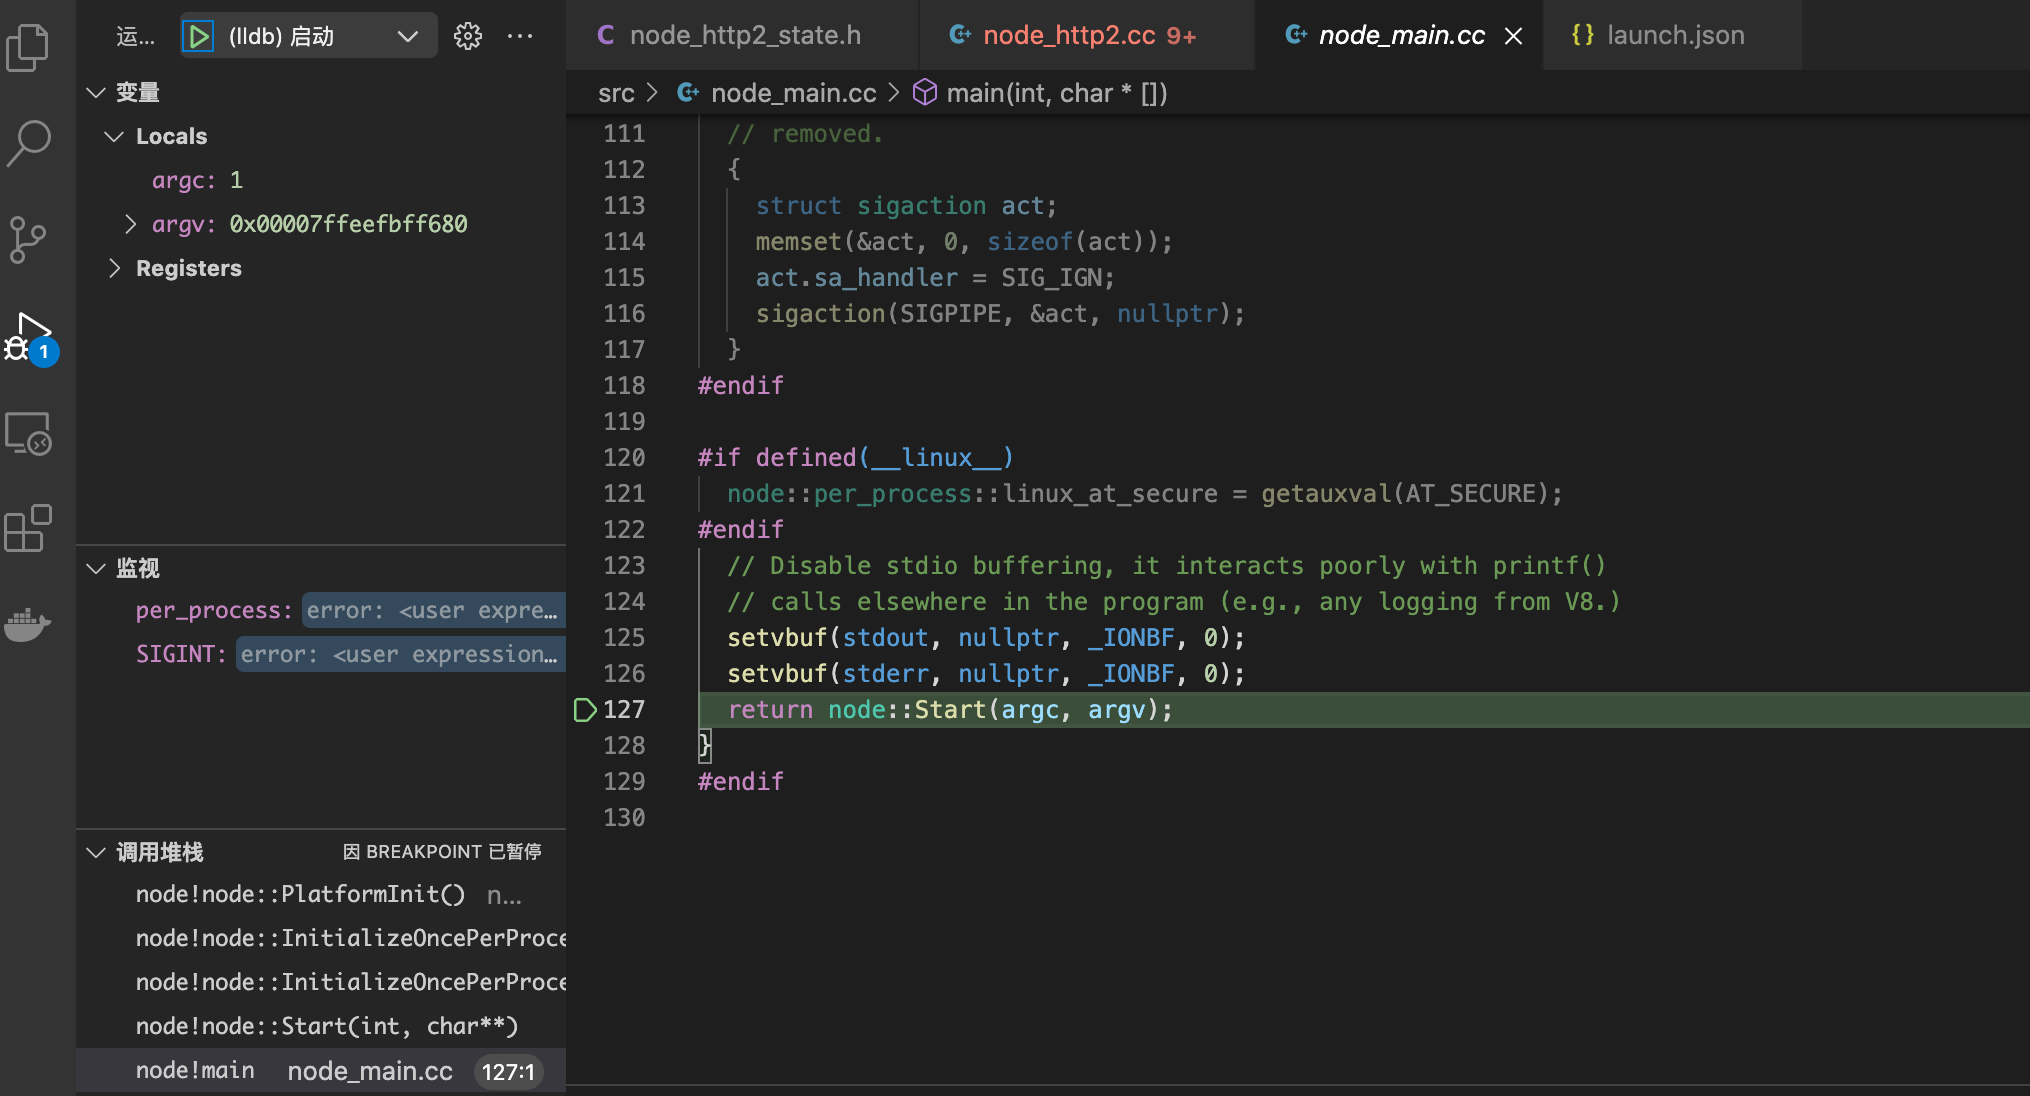 运... (lldb) 启动 ...
变量
Locals
argc: 1
argv: 0x00007ffeefbff680
Registers
监视
per_process: error: <user expre...
SIGINT: error: <user expression...
调用堆栈 因 BREAKPOINT 已暂停
node!node::PlatformInit() n...
node!node::InitializeOncePerProce
node!node::InitializeOncePerProce
node!node::Start(int, char**)
node!main node_main.cc 127:1
1
node_http2_state.h node_http2.cc 9+ node_main.cc launch.json
src > node_main.cc > main(int, char * [])
111 // removed.
112 {
113 struct sigaction act;
114 memset(&act, 0, sizeof(act));
115 act.sa_handler = SIG_IGN;
116 sigaction(SIGPIPE, &act, nullptr);
117 }
118 #endif
119
120 #if defined(__linux__)
121 node::per_process::linux_at_secure = getauxval(AT_SECURE);
122 #endif
123 // Disable stdio buffering, it interacts poorly with printf()
124 // calls elsewhere in the program (e.g., any logging from V8.)
125 setvbuf(stdout, nullptr, _IONBF, 0);
126 setvbuf(stderr, nullptr, _IONBF, 0);
127 return node::Start(argc, argv);
128 }
129 #endif
130